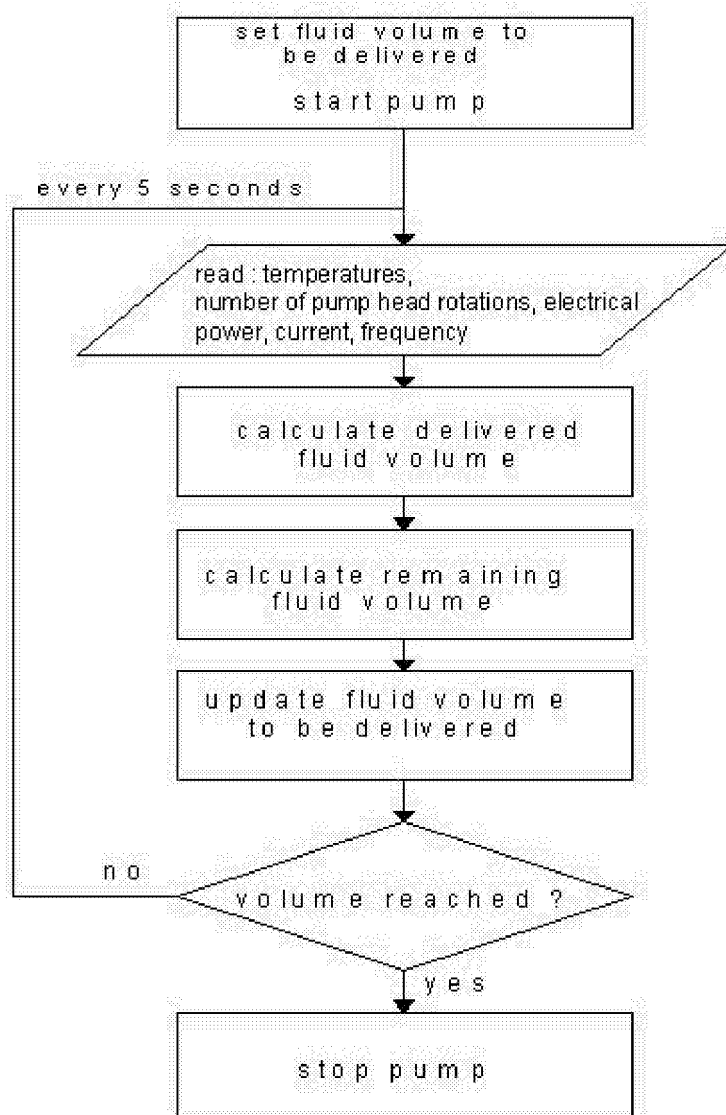 set fluid volume to
be delivered
start pump
every 5 seconds
read : temperatures,
number of pump head rotations, electrical
power, current, frequency
calculate delivered
fluid volume
calculate remaining
fluid volume
update fluid volume
to be delivered
no
volume reached ?
yes
stop pump